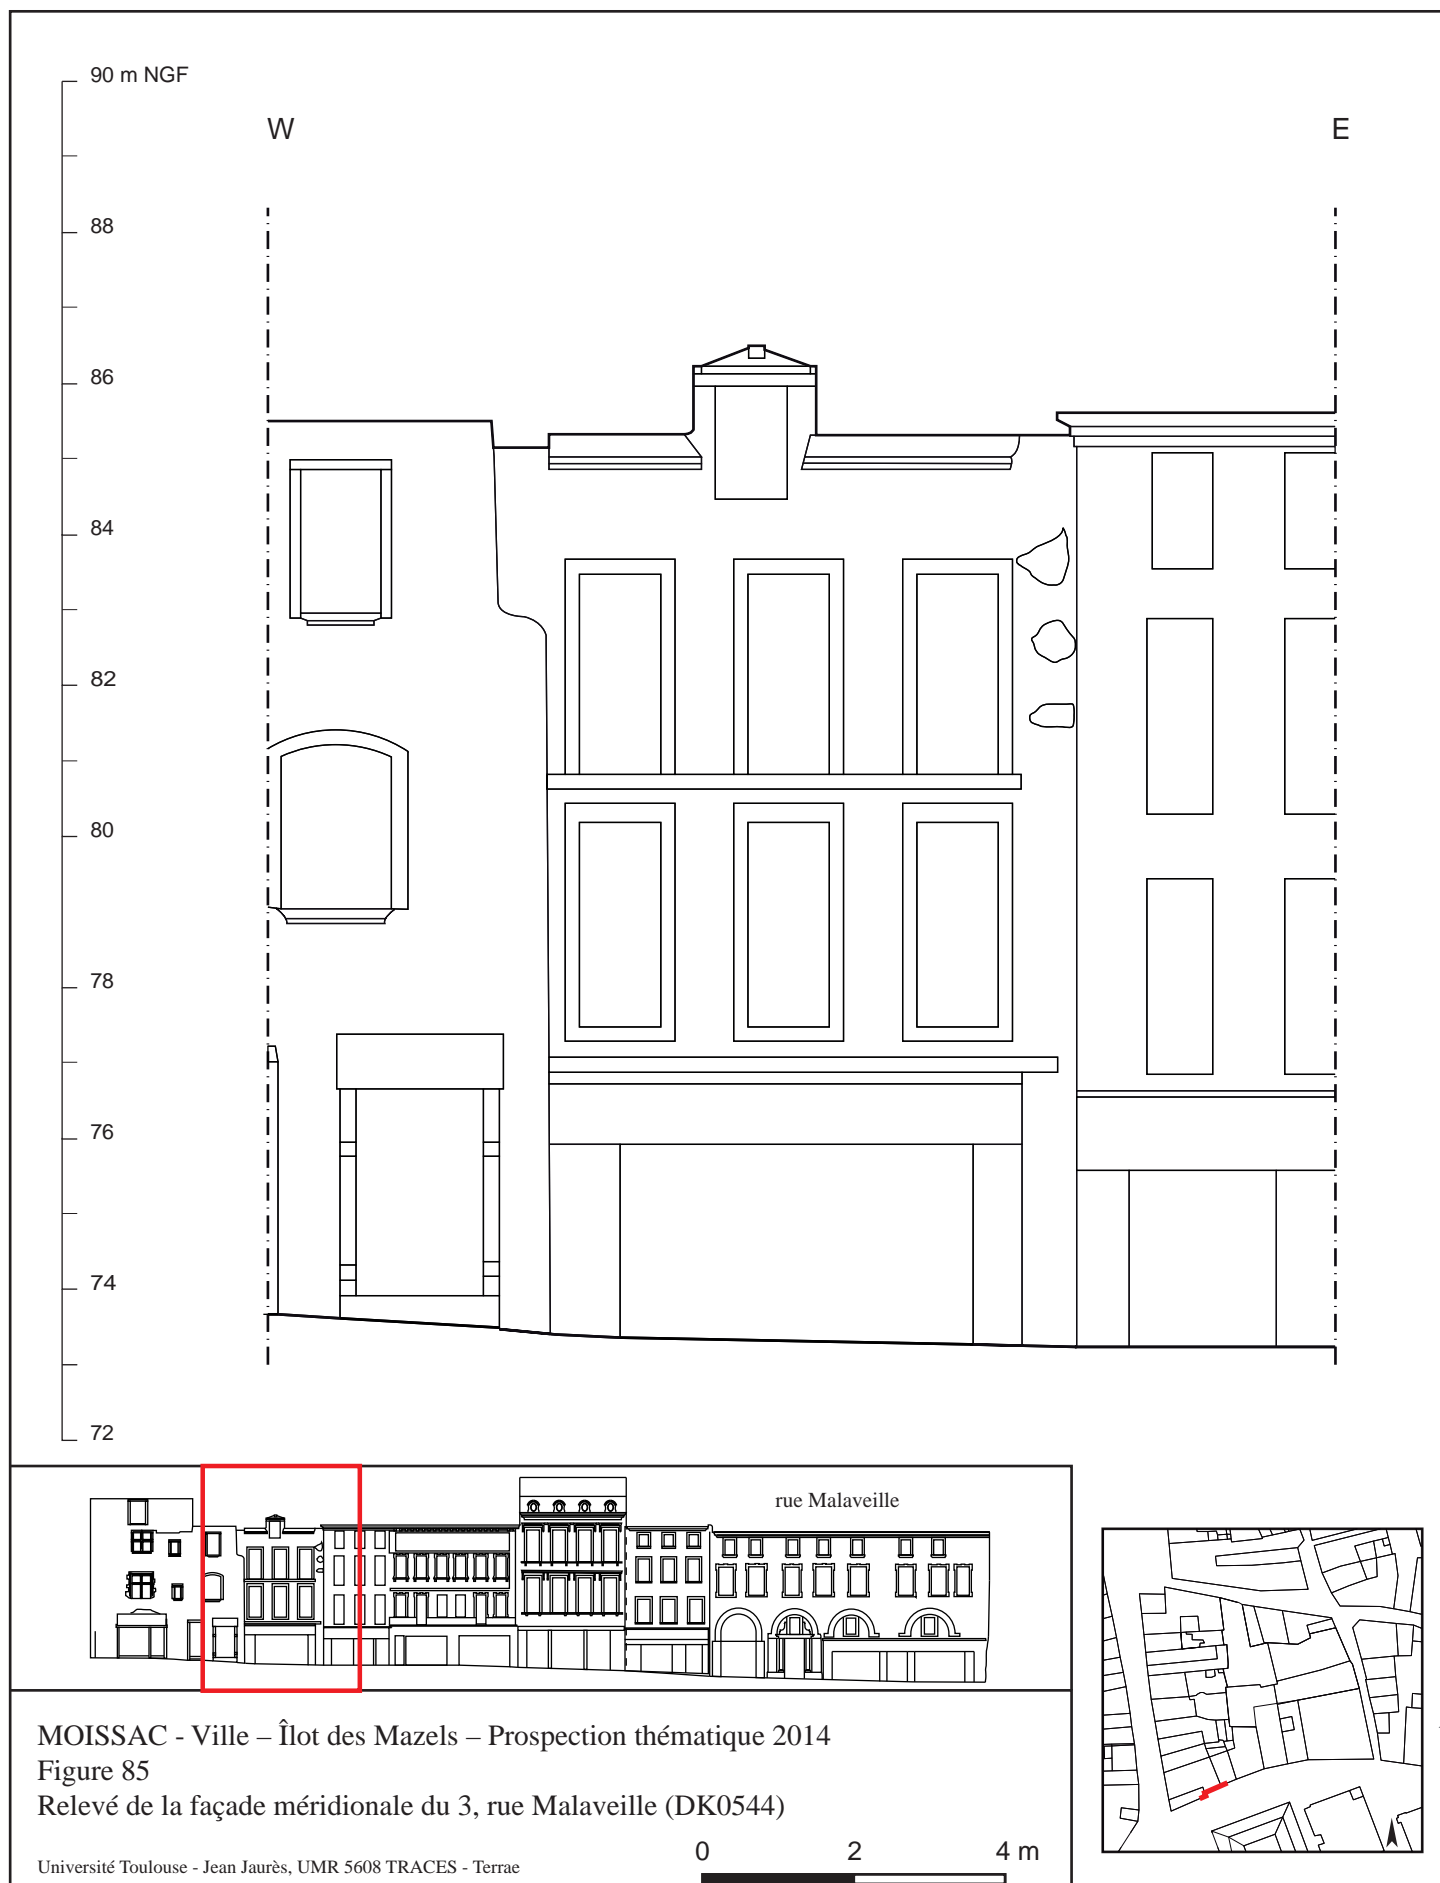 90 m NGF
W
E
88
86
84
82
80
78
76
74
72
rue Malaveille
MOISSAC - Ville – Îlot des Mazels – Prospection thématique 2014
Figure 85
Relevé de la façade méridionale du 3, rue Malaveille (DK0544)
0 2 4 m
Université Toulouse - Jean Jaurès, UMR 5608 TRACES - Terrae